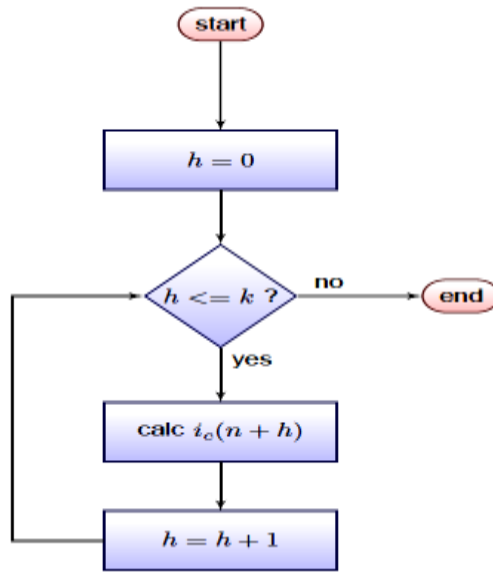 start
h = 0
h <= k ?
no
end
yes
calc i_c(n + h)
h = h + 1